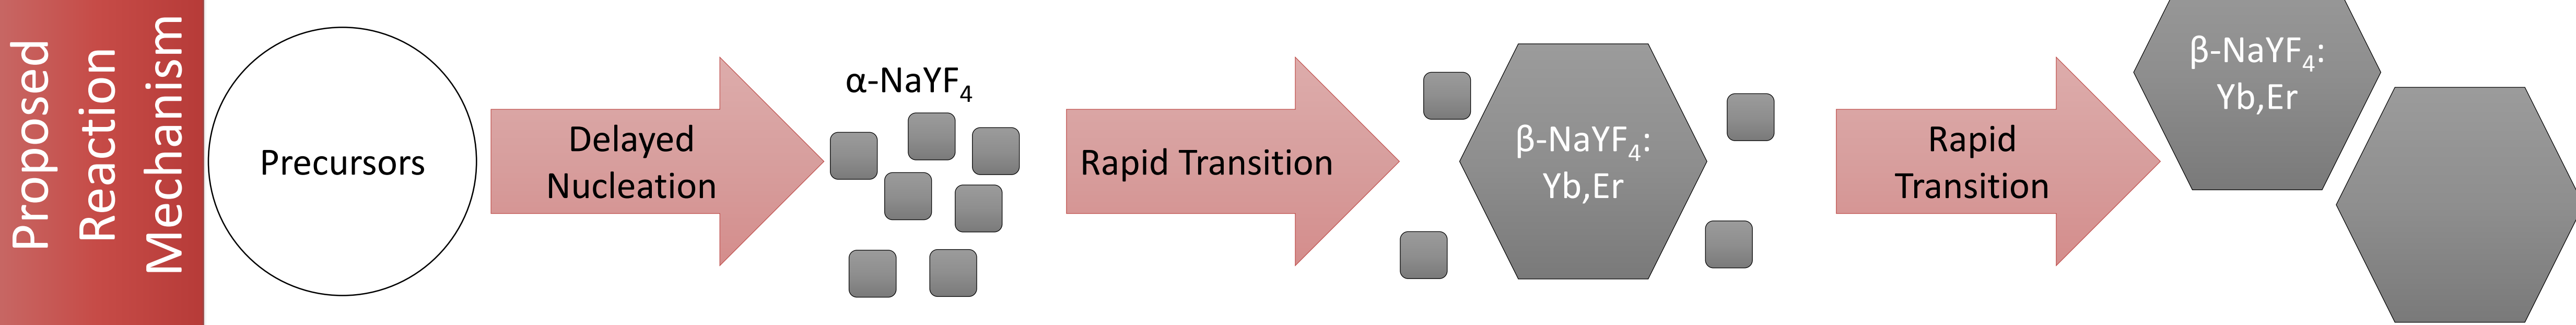 Proposed
Reaction
Mechanism
Precursors
Delayed
Nucleation
α-NaYF₄
Rapid Transition
β-NaYF₄:
Yb,Er
Rapid
Transition
β-NaYF₄:
Yb,Er